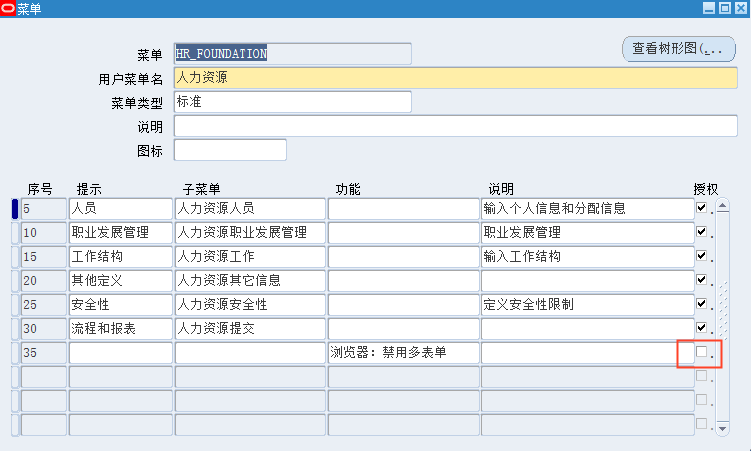 菜单
菜单 HR_FOUNDATION 查看树形图(_...
用户菜单名 人力资源
菜单类型 标准
说明
图标
序号 提示 子菜单 功能 说明 授权
5 人员 人力资源人员 输入个人信息和分配信息
10 职业发展管理 人力资源职业发展管理 职业发展管理
15 工作结构 人力资源工作 输入工作结构
20 其他定义 人力资源其它信息
25 安全性 人力资源安全性 定义安全性限制
30 流程和报表 人力资源提交
35 浏览器: 禁用多表单